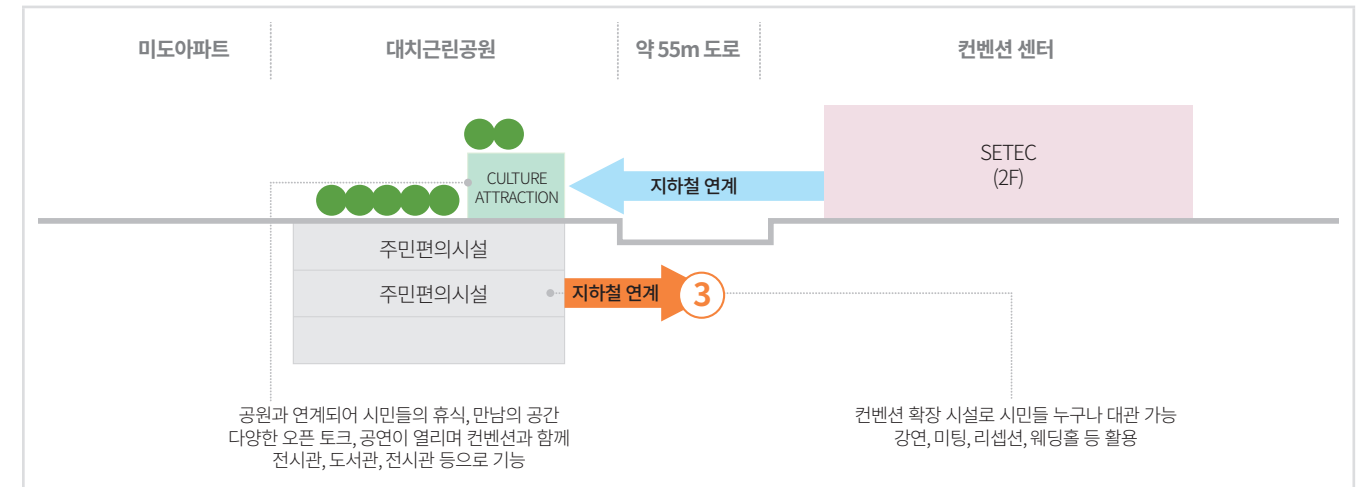 미도아파트
대치근린공원
약 55m 도로
컨벤션 센터
SETEC
(2F)
CULTURE
ATTRACTION
지하철 연계
주민편의시설
주민편의시설
지하철 연계
3
공원과 연계되어 시민들의 휴식, 만남의 공간
다양한 오픈 토크, 공연이 열리며 컨벤션과 함께
전시관, 도서관, 전시관 등으로 기능
컨벤션 확장 시설로 시민들 누구나 대관 가능
강연, 미팅, 리셉션, 웨딩홀 등 활용